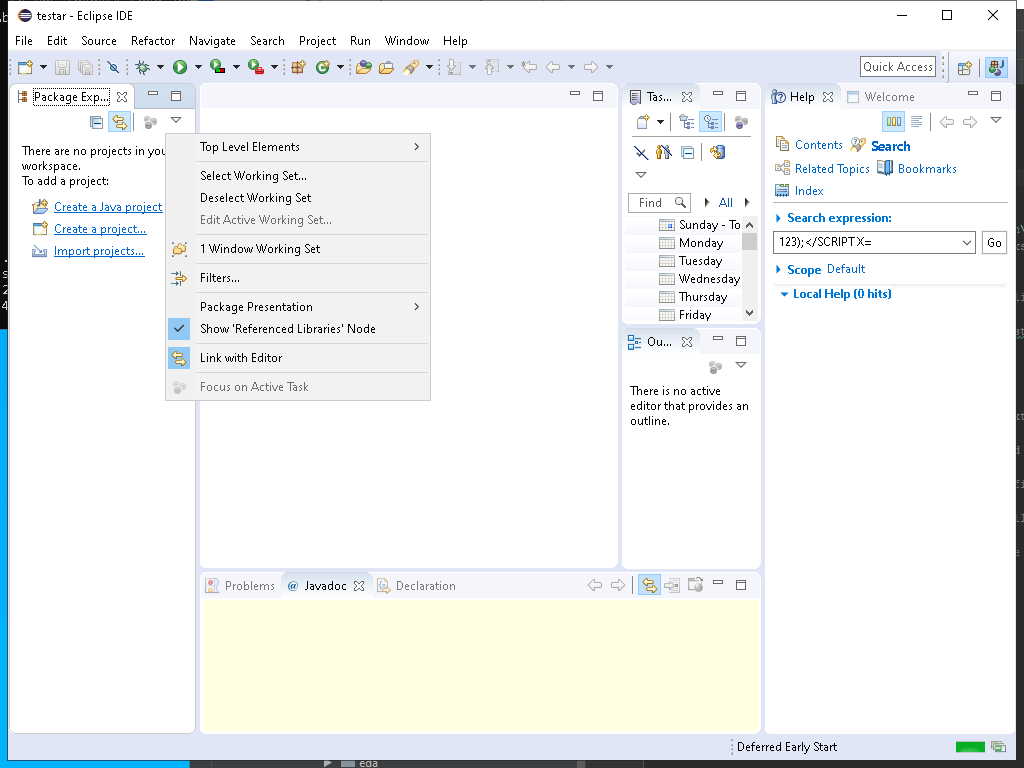 testar - Eclipse IDE
File Edit Source Refactor Navigate Search Project Run Window Help
Quick Access
Package Exp...
There are no projects in you
workspace.
To add a project:
Create a Java project
Create a project...
Import projects...
Top Level Elements
Select Working Set...
Deselect Working Set
Edit Active Working Set...
1 Window Working Set
Filters...
Package Presentation
Show 'Referenced Libraries' Node
Link with Editor
Focus on Active Task
Tas...
Find
All
Sunday - To
Monday
Tuesday
Wednesday
Thursday
Friday
Ou...
There is no active
editor that provides an
outline.
Help Welcome
Contents Search
Related Topics Bookmarks
Index
Search expression:
123);</SCRIPT X=
Go
Scope Default
Local Help (0 hits)
Problems @ Javadoc Declaration
Deferred Early Start
eda